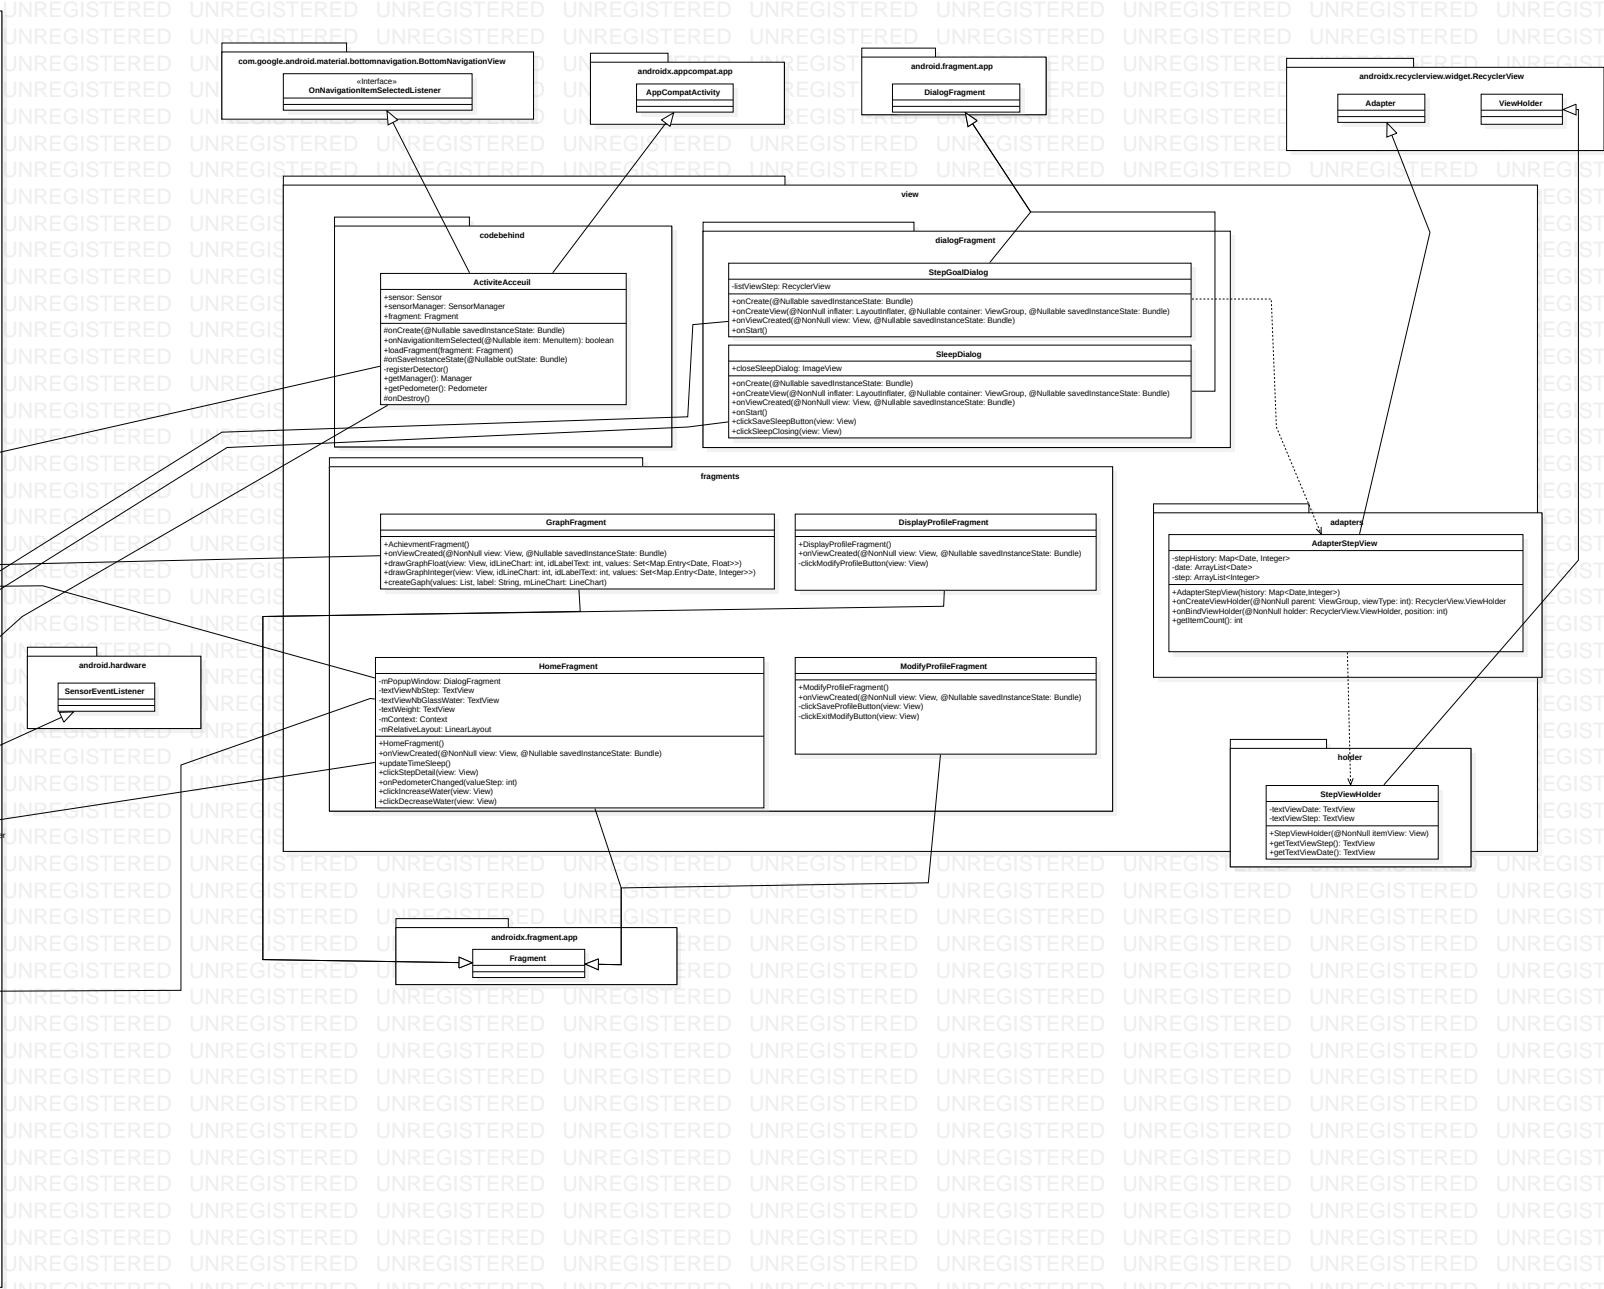 com.google.android.material.bottomnavigation.BottomNavigationView
«Interface»
OnNavigationItemSelectedListener
androidx.appcompat.app
AppCompatActivity
android.fragment.app
DialogFragment
androidx.recyclerview.widget.RecyclerView
Adapter
ViewHolder
view
codebehind
ActiviteAcceuil
+sensor: Sensor
+sensorManager: SensorManager
+fragment: Fragment
#onCreate(@Nullable savedInstanceState: Bundle)
+onNavigationItemSelected(@Nullable item: MenuItem): boolean
+loadFragment(fragment: Fragment)
#onSaveInstanceState(@Nullable outState: Bundle)
-registerDetector()
+getManager(): Manager
+getPedometer(): Pedometer
#onDestroy()
dialogFragment
StepGoalDialog
-listViewStep: RecyclerView
+onCreate(@Nullable savedInstanceState: Bundle)
+onCreateView(@NonNull inflater: LayoutInflater, @Nullable container: ViewGroup, @Nullable savedInstanceState: Bundle)
+onViewCreated(@NonNull view: View, @Nullable savedInstanceState: Bundle)
+onStart()
SleepDialog
+closeSleepDialog: ImageView
+onCreate(@Nullable savedInstanceState: Bundle)
+onCreateView(@NonNull inflater: LayoutInflater, @Nullable container: ViewGroup, @Nullable savedInstanceState: Bundle)
+onViewCreated(@NonNull view: View, @Nullable savedInstanceState: Bundle)
+onStart()
+clickSaveSleepButton(view: View)
+clickSleepClosing(view: View)
fragments
GraphFragment
+AchievmentFragment()
+onViewCreated(@NonNull view: View, @Nullable savedInstanceState: Bundle)
+drawGraphFloat(view: View, idLineChart: int, idLabelText: int, values: Set<Map.Entry<Date, Float>>)
+drawGraphInteger(view: View, idLineChart: int, idLabelText: int, values: Set<Map.Entry<Date, Integer>>)
+createGaph(values: List, label: String, mLineChart: LineChart)
DisplayProfileFragment
+DisplayProfileFragment()
+onViewCreated(@NonNull view: View, @Nullable savedInstanceState: Bundle)
-clickModifyProfileButton(view: View)
adapters
AdapterStepView
-stepHistory: Map<Date, Integer>
-date: ArrayList<Date>
-step: ArrayList<Integer>
+AdapterStepView(history: Map<Date,Integer>)
+onCreateViewHolder(@NonNull parent: ViewGroup, viewType: int): RecyclerView.ViewHolder
+onBindViewHolder(@NonNull holder: RecyclerView.ViewHolder, position: int)
+getItemCount(): int
android.hardware
SensorEventListener
HomeFragment
-mPopupWindow: DialogFragment
-textViewNbStep: TextView
-textViewNbGlassWater: TextView
-textWeight: TextView
-mContext: Context
-mRelativeLayout: LinearLayout
+HomeFragment()
+onViewCreated(@NonNull view: View, @Nullable savedInstanceState: Bundle)
+updateTimeSleep()
+clickStepDetail(view: View)
+onPedometerChanged(valueStep: int)
+clickIncreaseWater(view: View)
+clickDecreaseWater(view: View)
ModifyProfileFragment
+ModifyProfileFragment()
+onViewCreated(@NonNull view: View, @Nullable savedInstanceState: Bundle)
-clickSaveProfileButton(view: View)
-clickExitModifyButton(view: View)
holder
StepViewHolder
-textViewDate: TextView
-textViewStep: TextView
+StepViewHolder(@NonNull itemView: View)
+getTextViewStep(): TextView
+getTextViewDate(): TextView
androidx.fragment.app
Fragment
UNREGISTERED